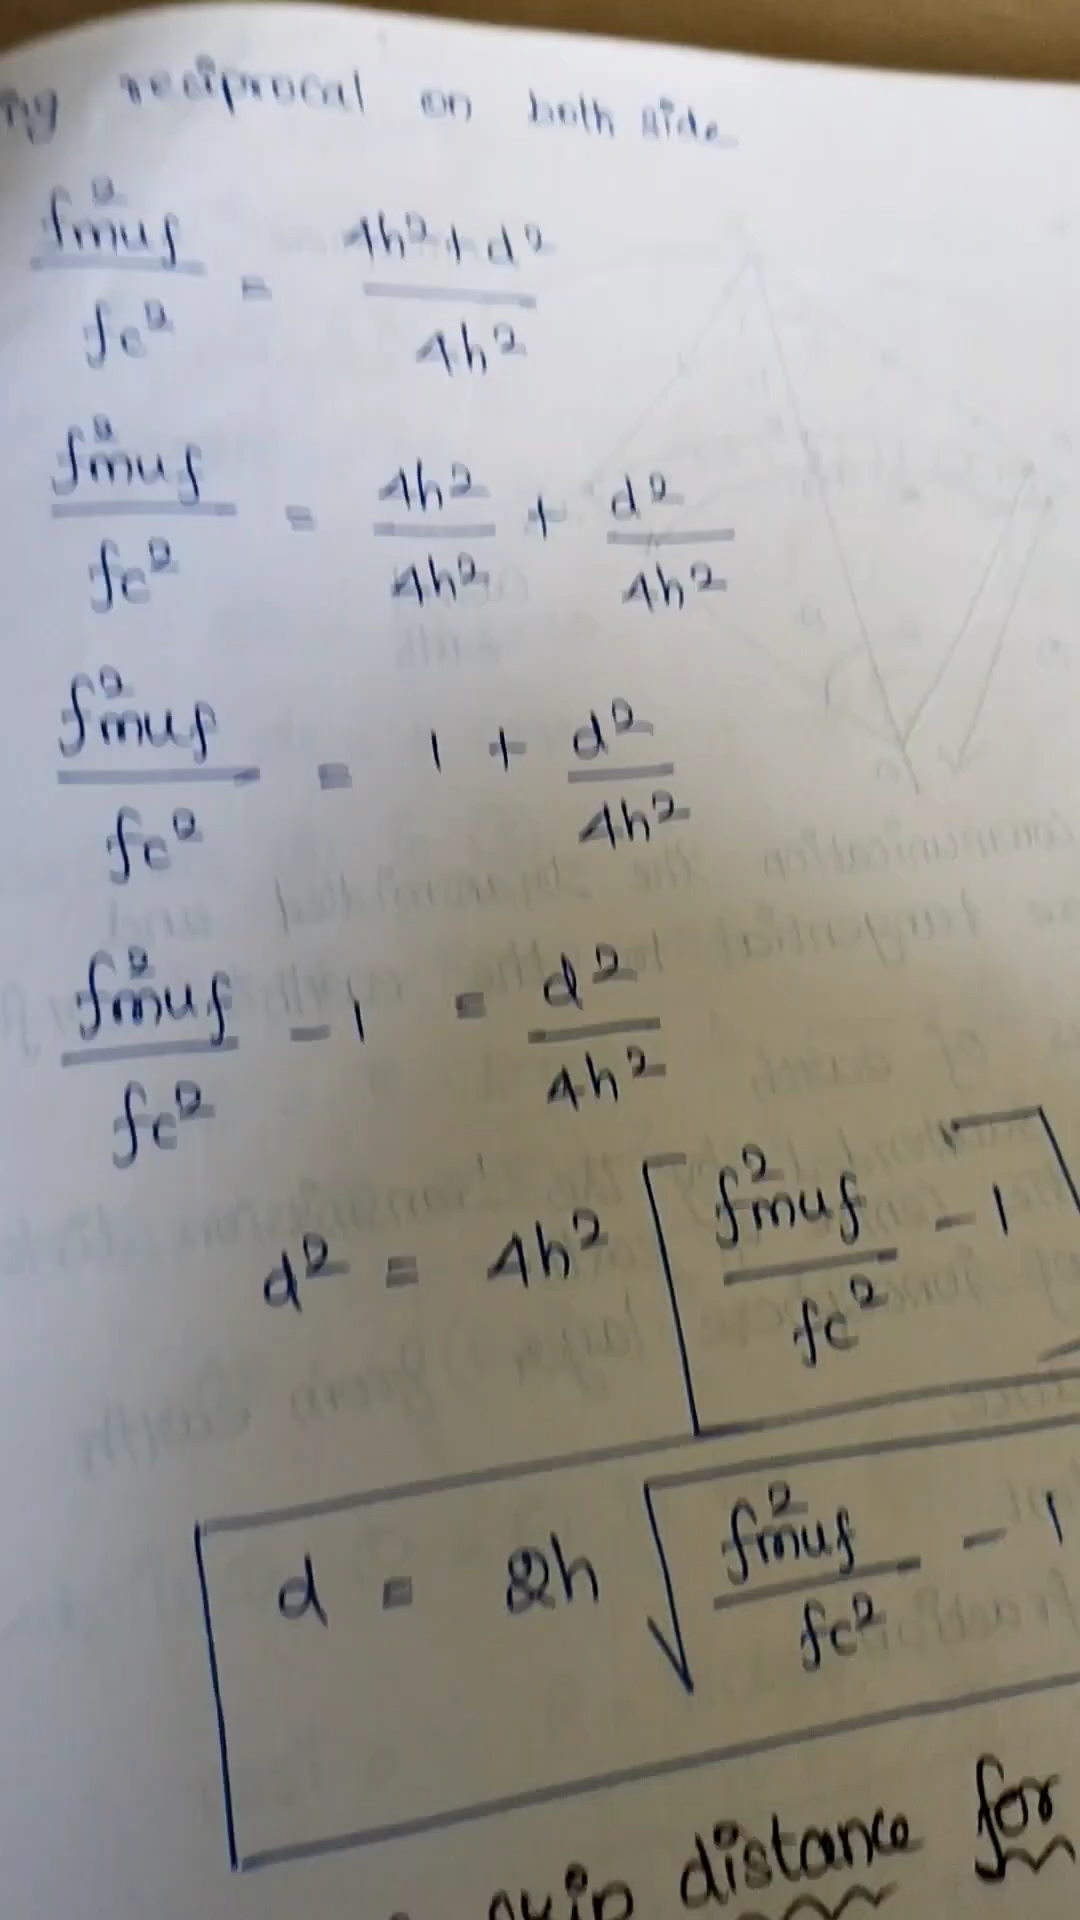 reciprocal on both side
f²muf / fc² = 4h²+d² / 4h²
f²muf / fc² = 4h² / 4h² + d² / 4h²
f²muf / fc² = 1 + d² / 4h²
f²muf / fc² - 1 = d² / 4h²
d² = 4h² [ f²muf / fc² - 1 ]
d = 2h √ f²muf / fc² - 1
distance for